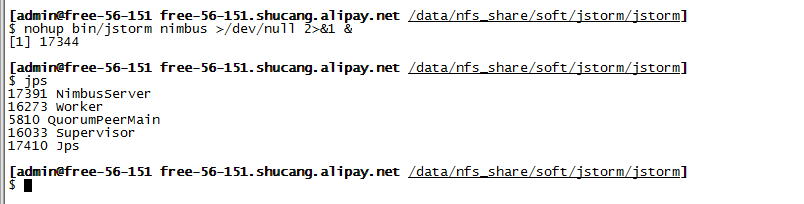 [admin@free-56-151 free-56-151.shucang.alipay.net /data/nfs_share/soft/jstorm/jstorm]
$ nohup bin/jstorm nimbus >/dev/null 2>&1 &
[1] 17344
[admin@free-56-151 free-56-151.shucang.alipay.net /data/nfs_share/soft/jstorm/jstorm]
$ jps
17391 NimbusServer
16273 Worker
5810 QuorumPeerMain
16033 Supervisor
17410 Jps
[admin@free-56-151 free-56-151.shucang.alipay.net /data/nfs_share/soft/jstorm/jstorm]
$